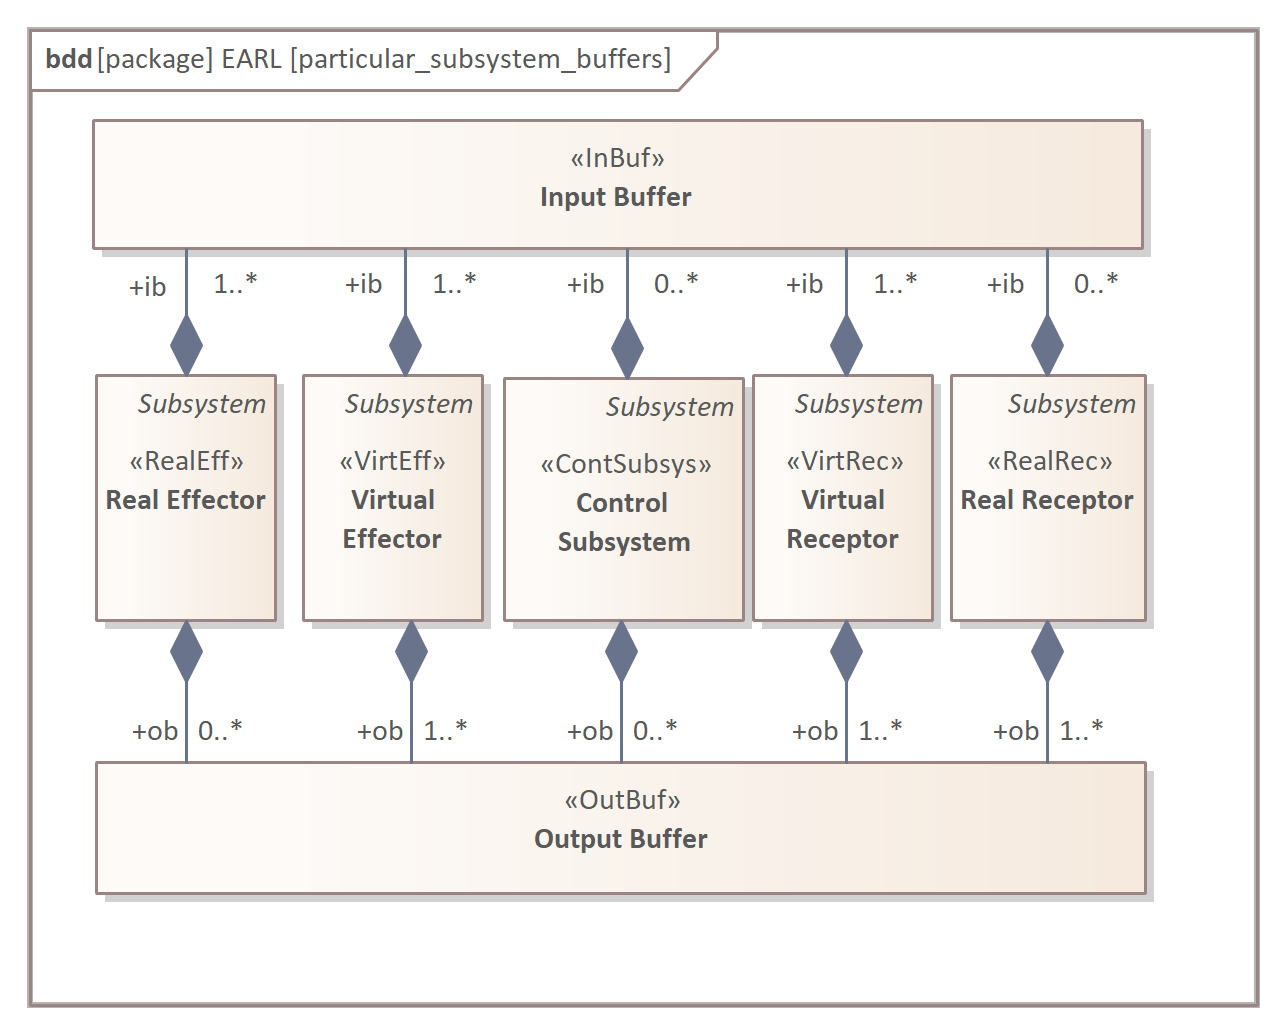 bdd [package] EARL [particular_subsystem_buffers]
«InBuf»
Input Buffer
+ib 1..* +ib 1..* +ib 0..* +ib 1..* +ib 0..*
Subsystem
«RealEff»
Real Effector
Subsystem
«VirtEff»
Virtual
Effector
Subsystem
«ContSubsys»
Control
Subsystem
Subsystem
«VirtRec»
Virtual
Receptor
Subsystem
«RealRec»
Real Receptor
+ob 0..* +ob 1..* +ob 0..* +ob 1..* +ob 1..*
«OutBuf»
Output Buffer